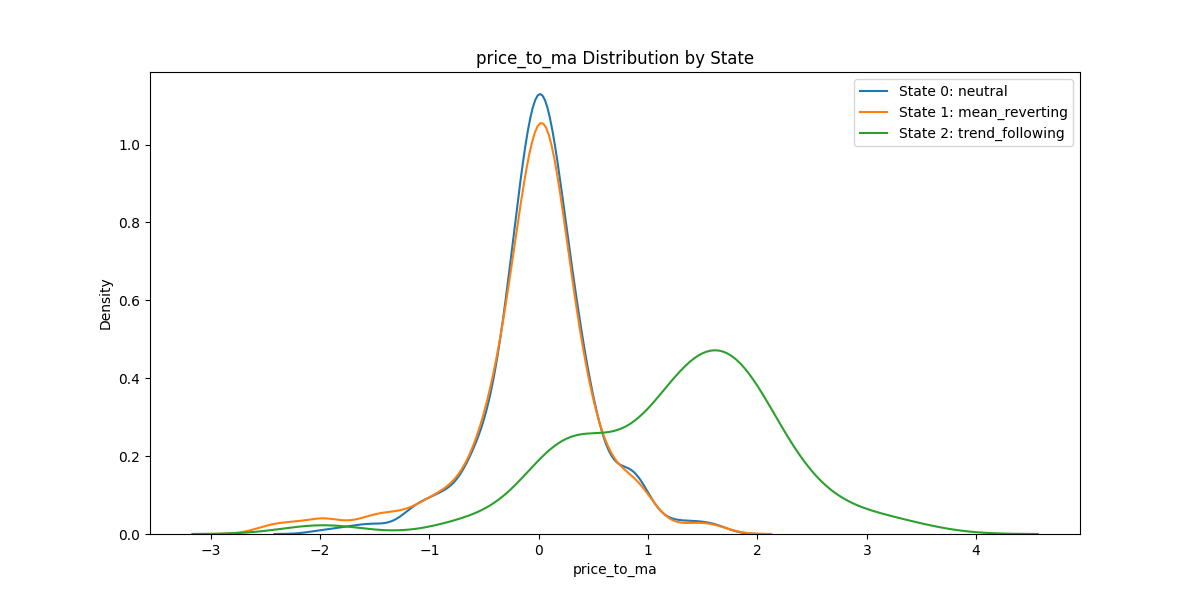 price_to_ma Distribution by State
State 0: neutral
State 1: mean_reverting
State 2: trend_following
Density
1.0
0.8
0.6
0.4
0.2
0.0
−3
−2
−1
0
1
2
3
4
price_to_ma